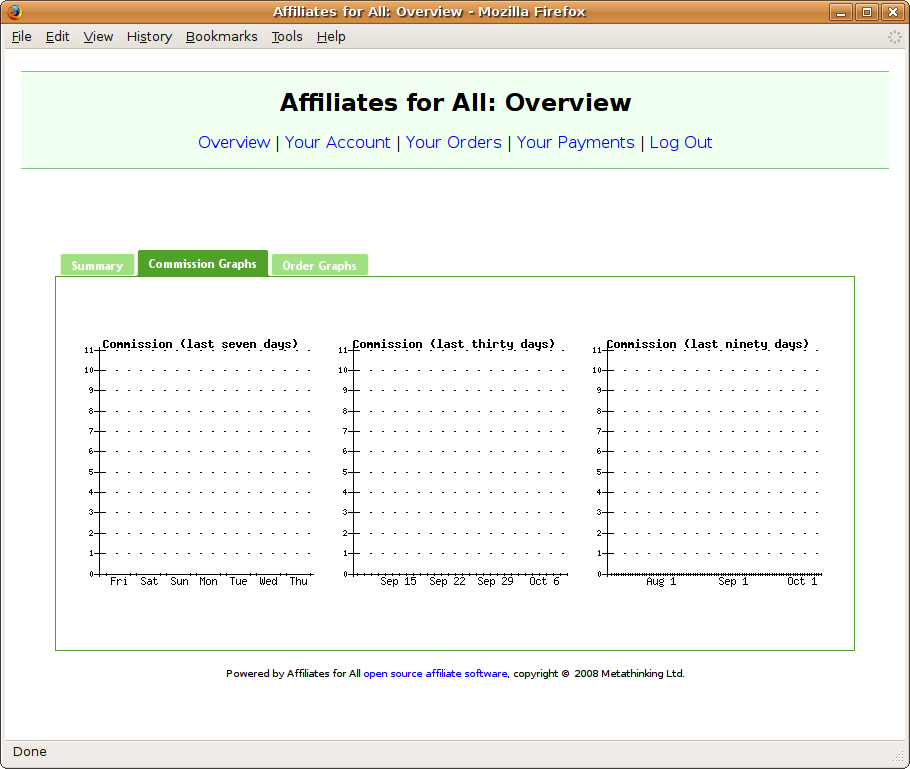 Affiliates for All: Overview - Mozilla Firefox
File Edit View History Bookmarks Tools Help
Affiliates for All: Overview
Overview | Your Account | Your Orders | Your Payments | Log Out
Summary Commission Graphs Order Graphs
Commission (last seven days)
11
10
9
8
7
6
5
4
3
2
1
0
Fri Sat Sun Mon Tue Wed Thu
Commission (last thirty days)
11
10
9
8
7
6
5
4
3
2
1
0
Sep 15 Sep 22 Sep 29 Oct 6
Commission (last ninety days)
11
10
9
8
7
6
5
4
3
2
1
0
Aug 1 Sep 1 Oct 1
Powered by Affiliates for All open source affiliate software, copyright © 2008 Metathinking Ltd.
Done